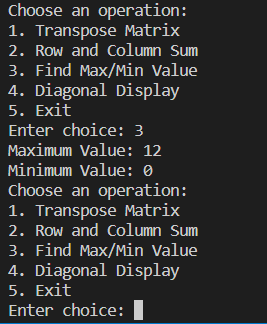 Choose an operation:
1. Transpose Matrix
2. Row and Column Sum
3. Find Max/Min Value
4. Diagonal Display
5. Exit
Enter choice: 3
Maximum Value: 12
Minimum Value: 0
Choose an operation:
1. Transpose Matrix
2. Row and Column Sum
3. Find Max/Min Value
4. Diagonal Display
5. Exit
Enter choice: